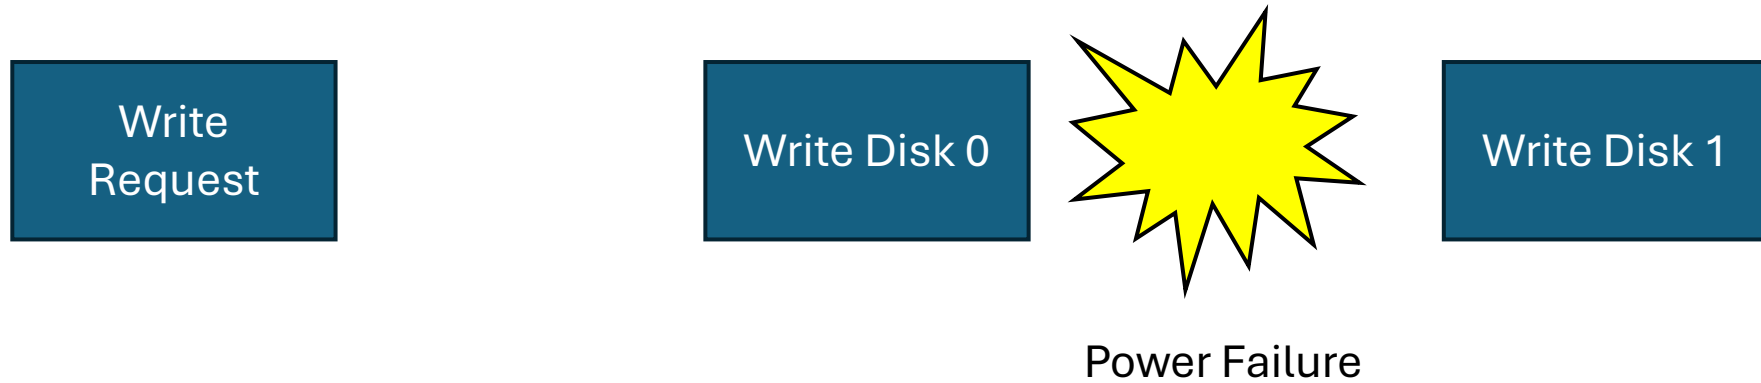 Write
Request
Write Disk 0
Write Disk 1
Power Failure